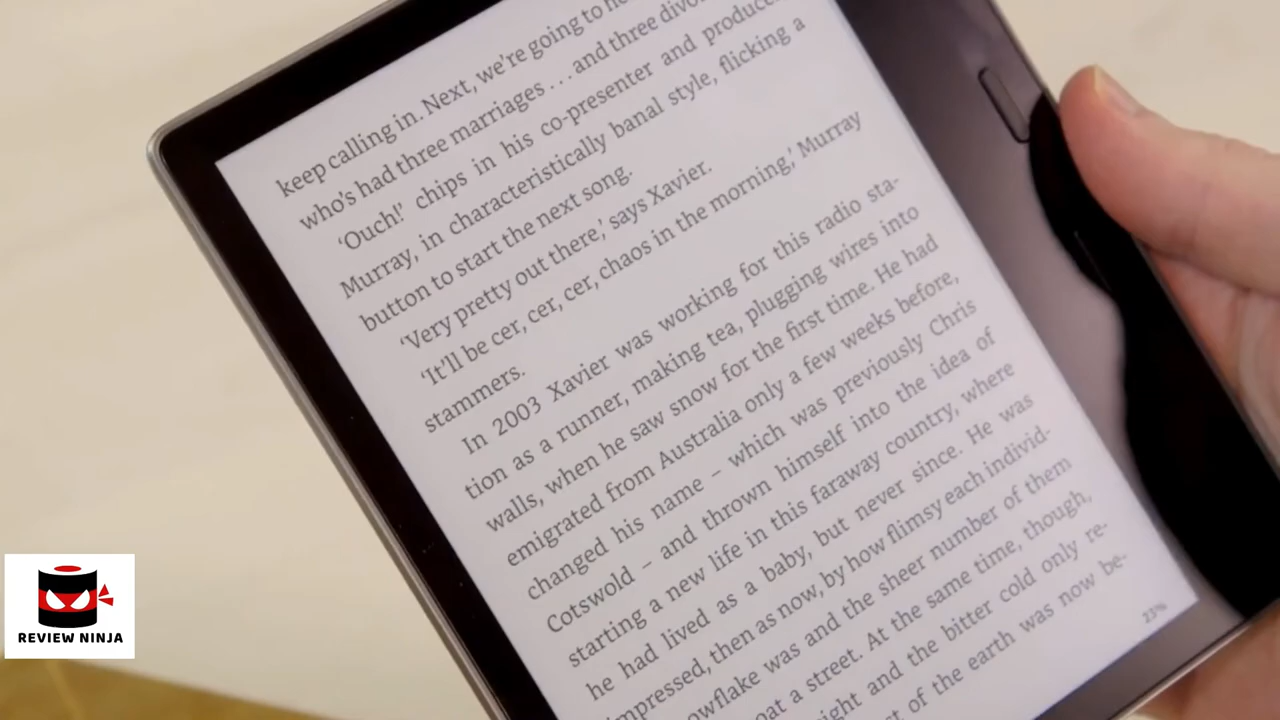 keep calling in. Next, we're going to
who's had three marriages . . . and three
'Ouch!' chips in his co-presenter and
Murray, in characteristically banal style, flicking a
button to start the next song.
'Very pretty out there,' says Xavier.
'It'll be cer, cer, cer, chaos in the morning,' Murray
stammers.
In 2003 Xavier was working for this radio sta-
tion as a runner, making tea, plugging wires into
walls, when he saw snow for the first time. He had
emigrated from Australia only a few weeks before,
changed his name – which was previously Chris
Cotswold – and thrown himself into the idea of
starting a new life in this faraway country, where
he had lived as a baby, but never since. He was
impressed, then as now, by how flimsy each individ-
owflake was and the sheer number of them
oat a street. At the same time, though,
ight and the bitter cold only re-
of the earth was now be-
23%
REVIEW NINJA